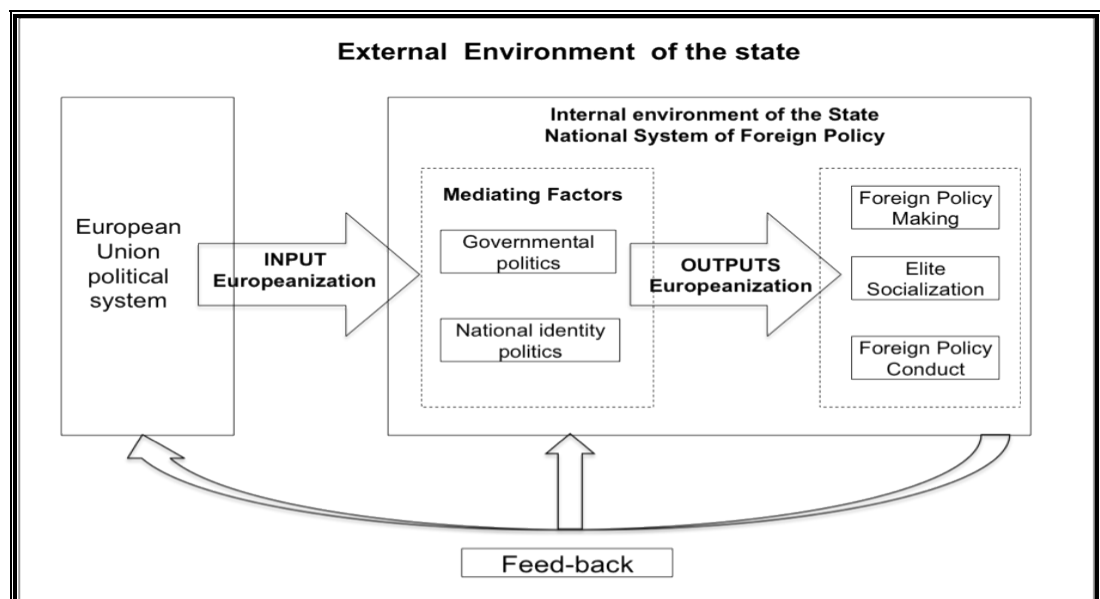 External Environment of the state
European
Union
political
system
INPUT
Europeanization
Internal environment of the State
National System of Foreign Policy
Mediating Factors
Governmental
politics
National identity
politics
OUTPUTS
Europeanization
Foreign Policy
Making
Elite
Socialization
Foreign Policy
Conduct
Feed-back